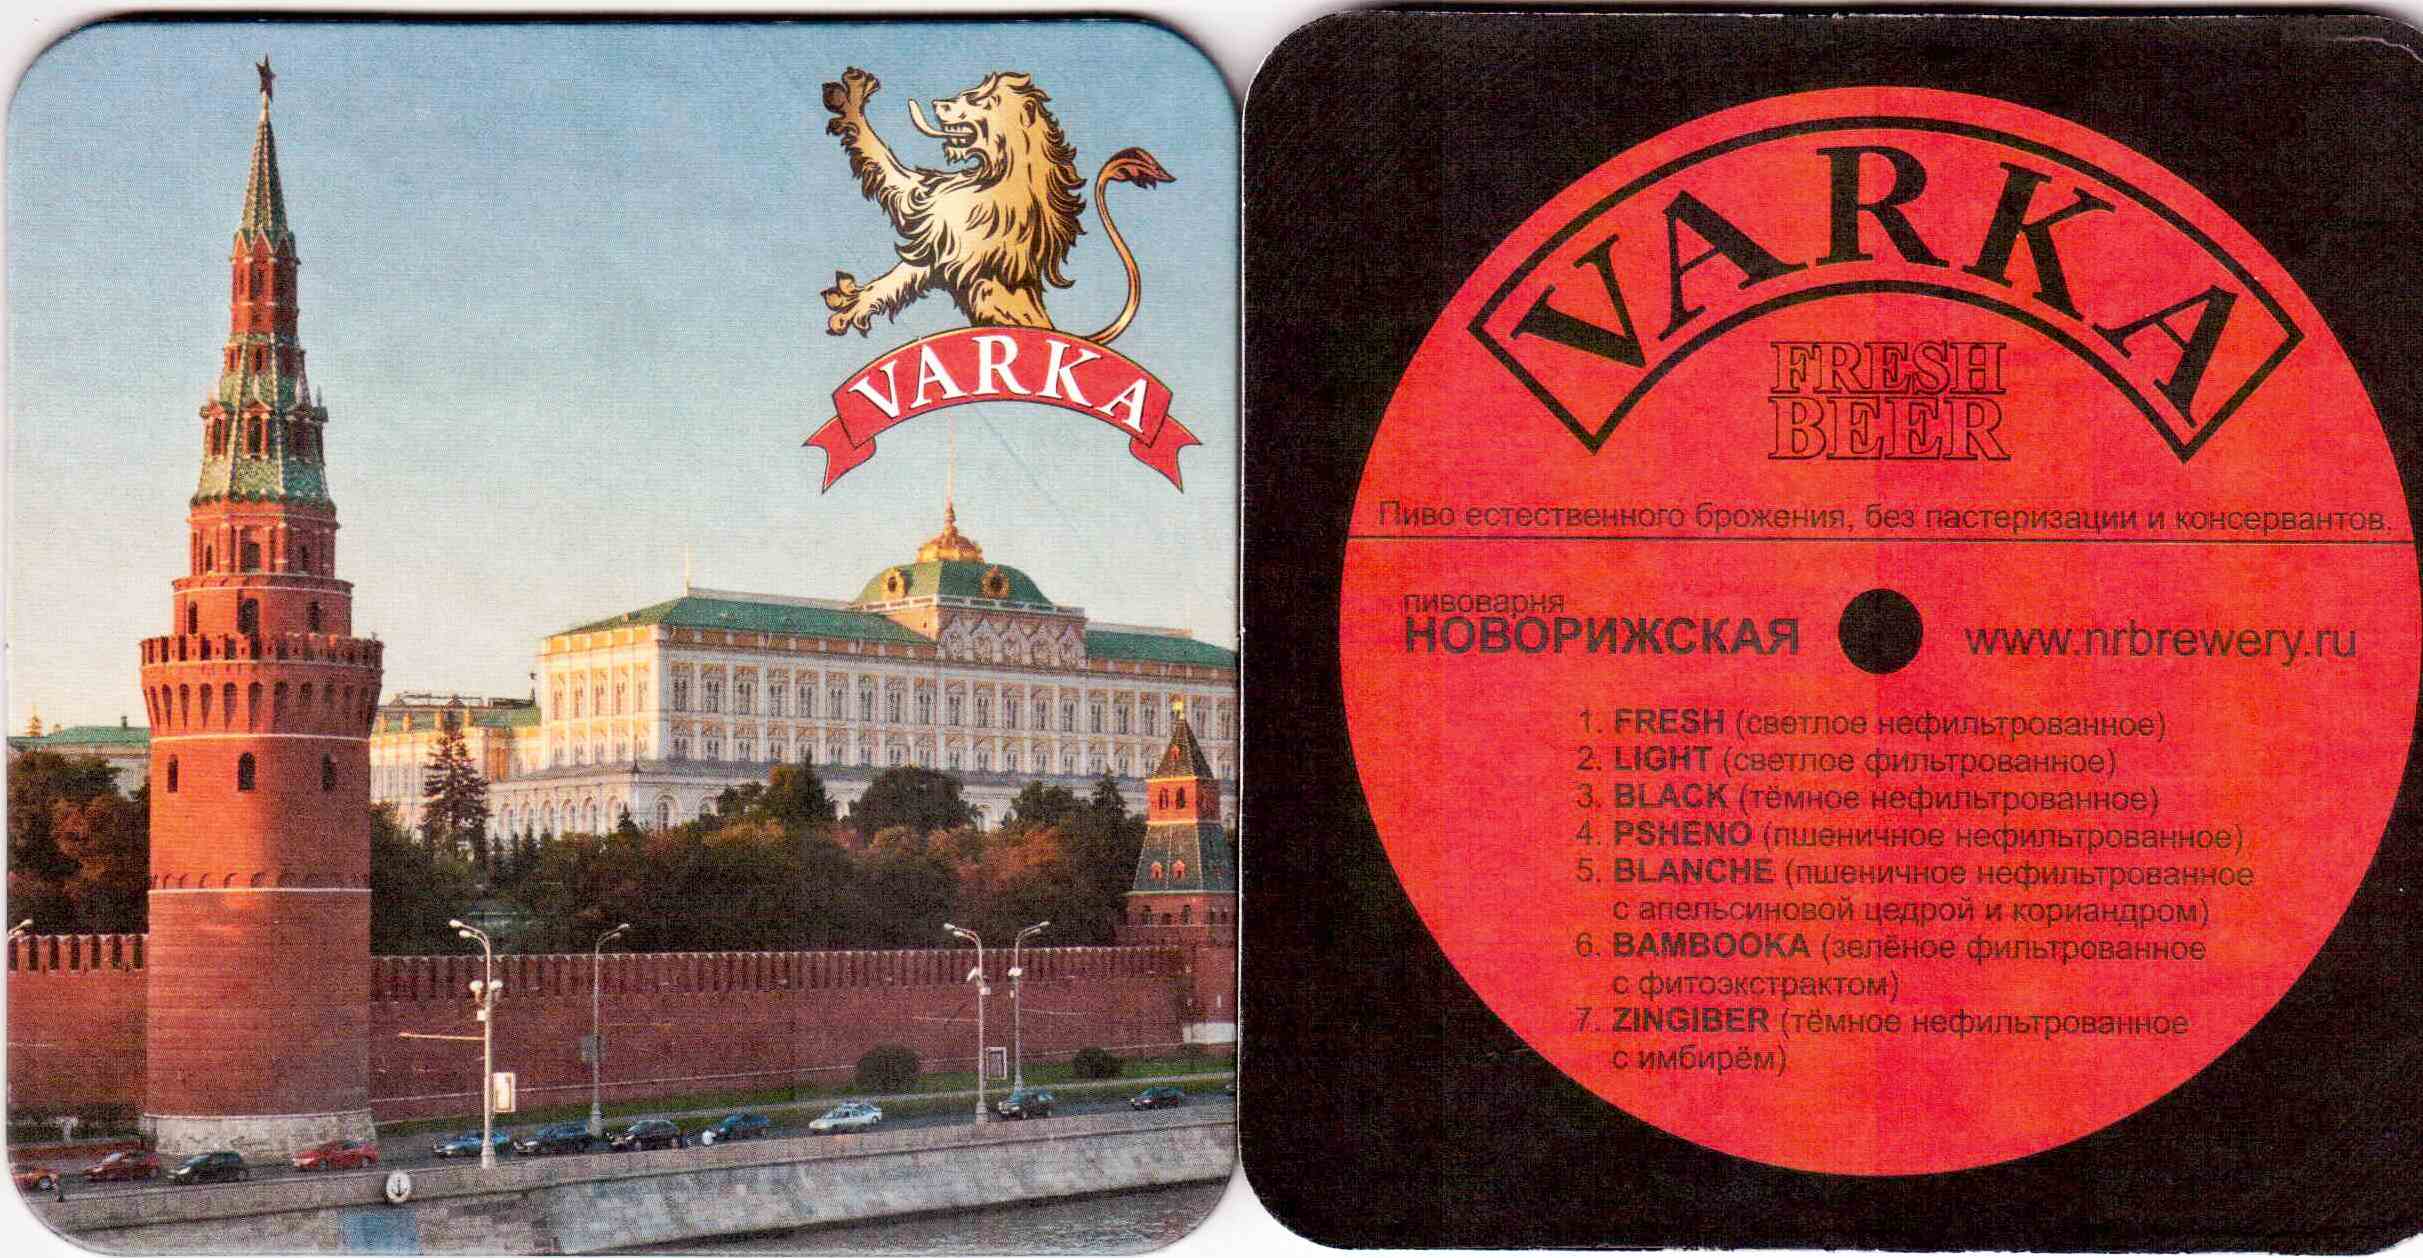 VARKA
VARKA
FRESH
BEER
Пиво естественного брожения, без пастеризации и консервантов.
пивоварня
НОВОРИЖСКАЯ
www.nrbrewery.ru
1. FRESH (светлое нефильтрованное)
2. LIGHT (светлое фильтрованное)
3. BLACK (тёмное нефильтрованное)
4. PSHENO (пшеничное нефильтрованное)
5. BLANCHE (пшеничное нефильтрованное
с апельсиновой цедрой и кориандром)
6. BAMBOOKA (зелёное фильтрованное
с фитоэкстрактом)
7. ZINGIBER (тёмное нефильтрованное
с имбирём)